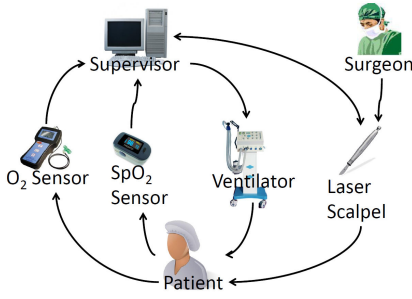 Supervisor
Surgeon
O₂ Sensor
SpO₂
Sensor
Ventilator
Laser
Scalpel
Patient